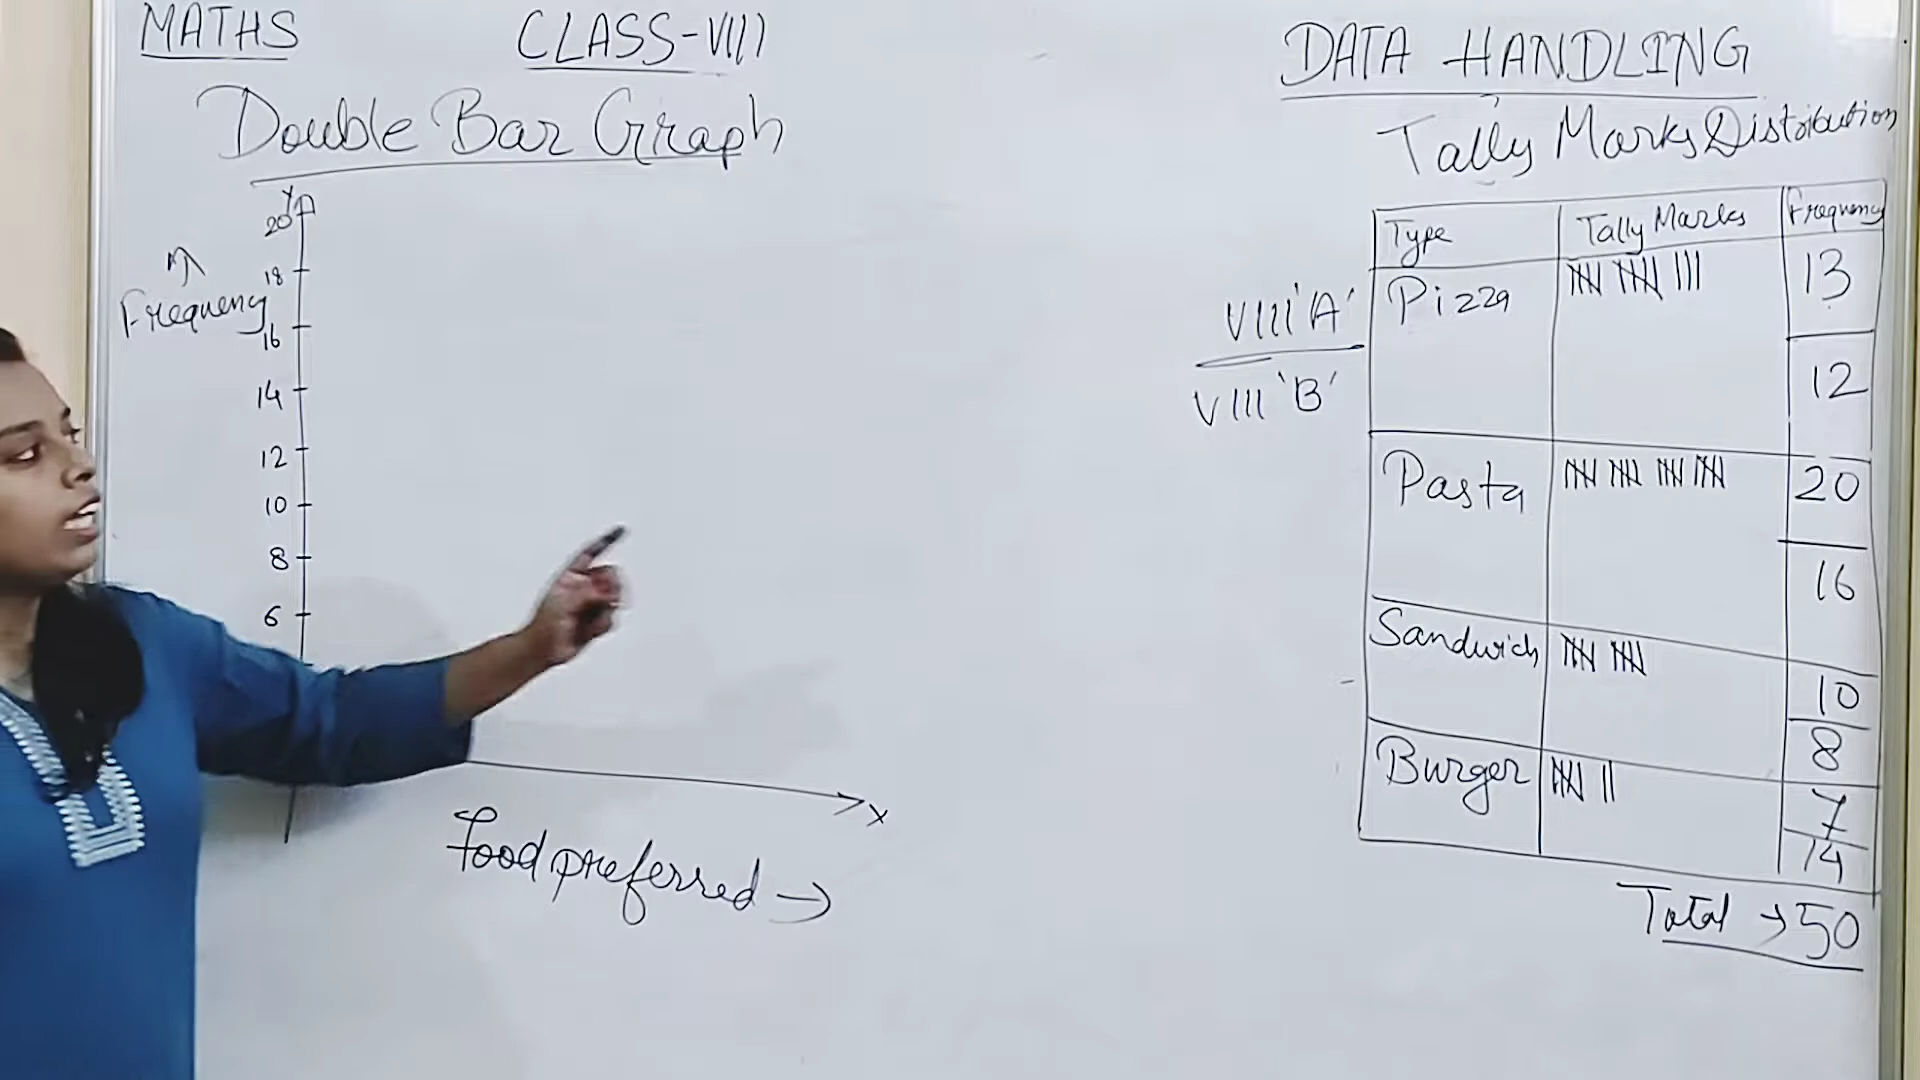 MATHS
CLASS-VIII
Double Bar Graph
Y
20
18
Frequency
16
14
12
10
8
6
X
Food preferred →
DATA HANDLING
Tally Marks Distribution
Type Tally Marks Frequency
VIII 'A'
VIII 'B'
Pizza 13
12
Pasta 20
16
Sandwich 10
8
Burger 7
14
Total → 50